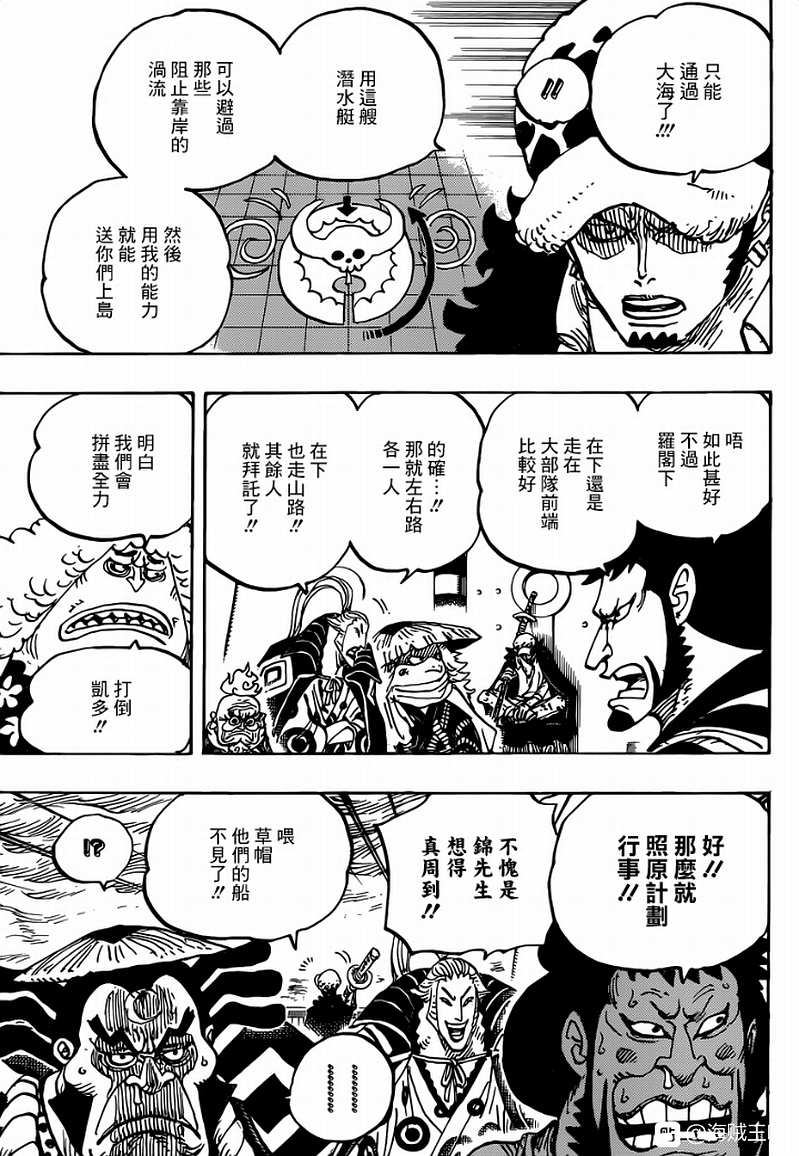 只能
通過
大海了!!!
!!
用這艘
潛水艇
可以避過
那些
阻止靠岸的
渦流
然後
用我的能力
就能
送你們上島
唔
如此甚好
不過
羅閣下
在下還是
走在
大部隊前端
比較好
的確…!!
那就左右路
各一人
在下
也走山路!!
其餘人
就拜託了!!
明白
我們會
拼盡全力
打倒
凱多!!
好!!
那麼就
照原計劃
行事!!
不愧是
錦先生
想得
真周到!!
喂
草帽
他們的船
不見了!!
!?
………
………
@海贼王